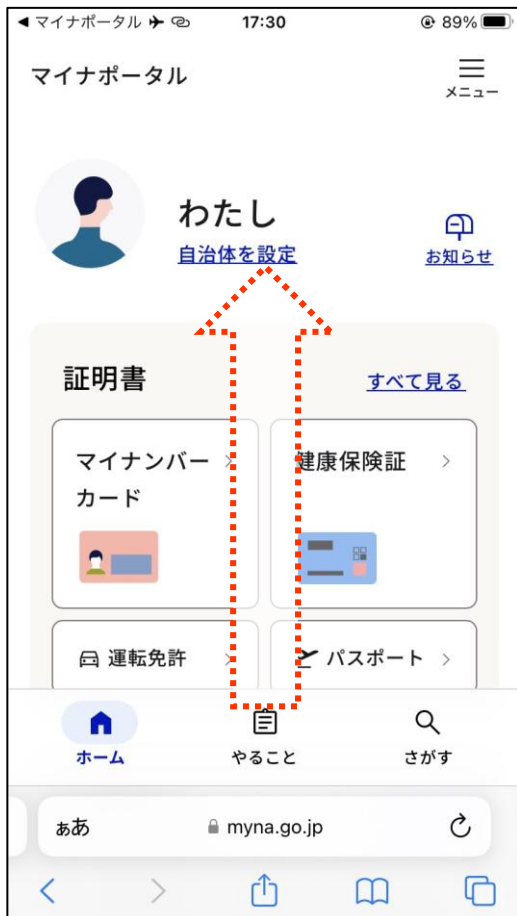 マイナポータル 17:30 89%
マイナポータル
メニュー
わたし
自治体を設定
お知らせ
証明書 すべて見る
マイナンバー
カード
健康保険証
運転免許 パスポート
ホーム やること さがす
ぁあ myna.go.jp